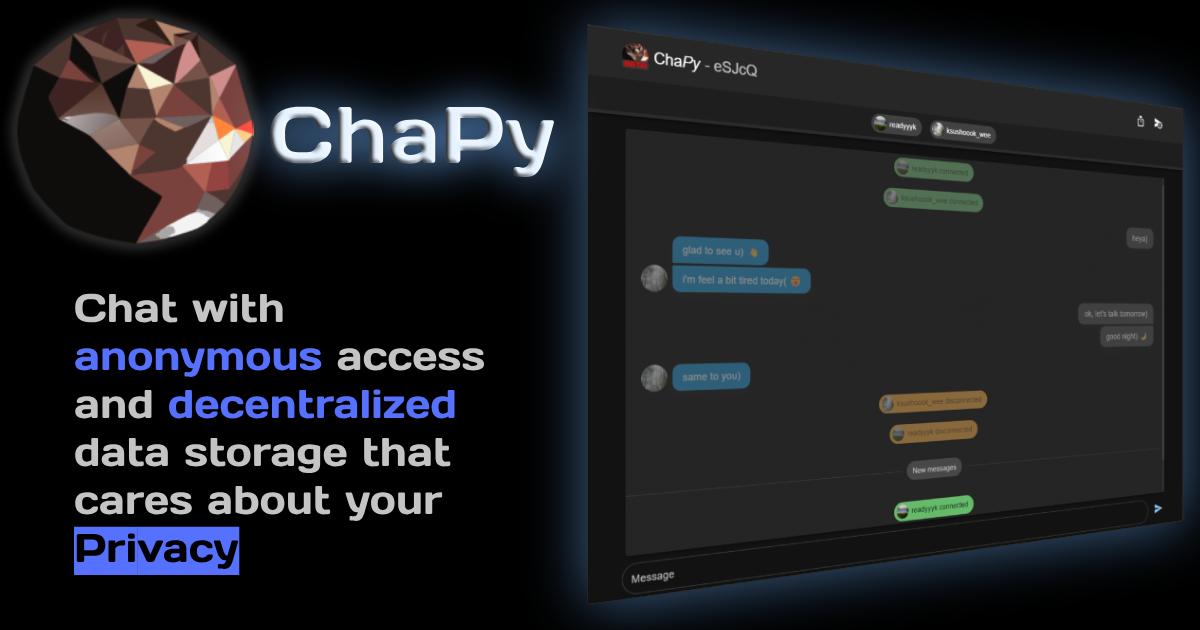 ChaPy
Chat with
anonymous access
and decentralized
data storage that
cares about your
Privacy
ChaPy - eSJcQ
readyyyk
ksushoook_wee
readyyyk connected
ksushoook_wee connected
heya)
glad to see u) 👋
i'm feel a bit tired today(
ok, let's talk tomorrow)
good night) 🌙
same to you)
ksushoook_wee disconnected
readyyyk disconnected
New messages
readyyyk connected
Message